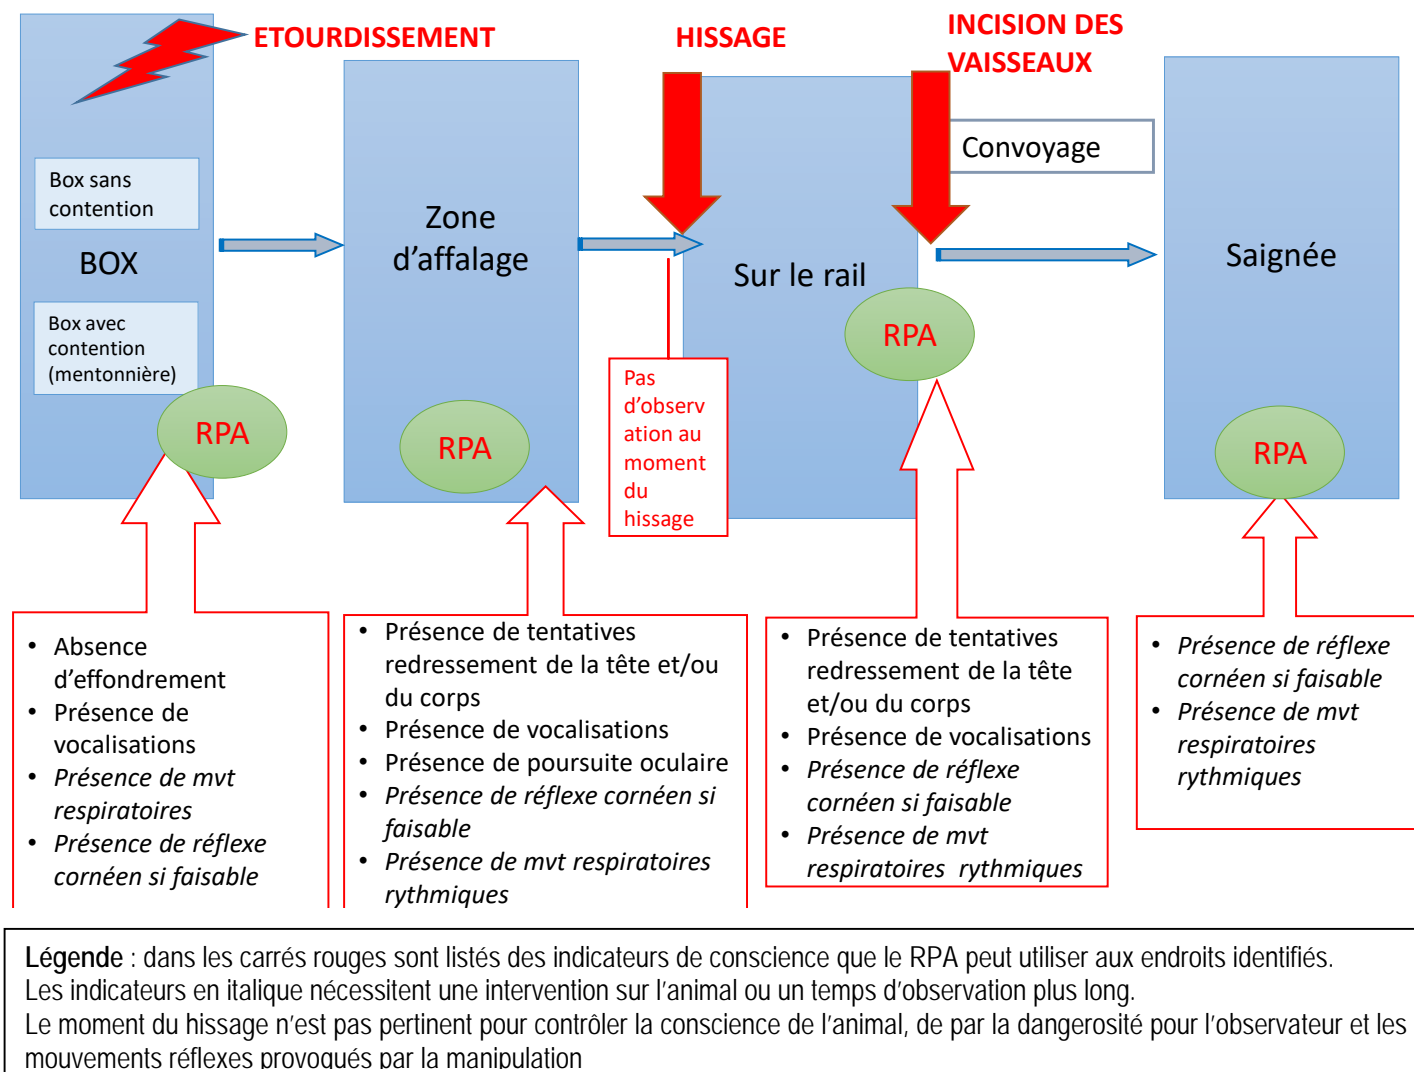 ETOURDISSEMENT
HISSAGE
INCISION DES
VAISSEAUX
Box sans
contention
BOX
Box avec
contention
(mentonnière)
RPA
Zone
d'affalage
RPA
Pas
d'observ
ation au
moment
du
hissage
Sur le rail
RPA
Convoyage
Saignée
RPA
• Absence
d'effondrement
• Présence de
vocalisations
• Présence de mvt
respiratoires
• Présence de réflexe
cornéen si faisable
• Présence de tentatives
redressement de la tête et/ou
du corps
• Présence de vocalisations
• Présence de poursuite oculaire
• Présence de réflexe cornéen si
faisable
• Présence de mvt respiratoires
rythmiques
• Présence de tentatives
redressement de la tête
et/ou du corps
• Présence de vocalisations
• Présence de réflexe
cornéen si faisable
• Présence de mvt
respiratoires rythmiques
• Présence de réflexe
cornéen si faisable
• Présence de mvt
respiratoires
rythmiques
Légende : dans les carrés rouges sont listés des indicateurs de conscience que le RPA peut utiliser aux endroits identifiés.
Les indicateurs en italique nécessitent une intervention sur l'animal ou un temps d'observation plus long.
Le moment du hissage n'est pas pertinent pour contrôler la conscience de l'animal, de par la dangerosité pour l'observateur et les
mouvements réflexes provoqués par la manipulation